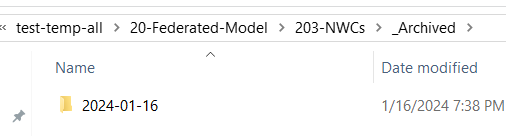 « test-temp-all > 20-Federated-Model > 203-NWCs > _Archived >
Name Date modified
2024-01-16 1/16/2024 7:38 PM